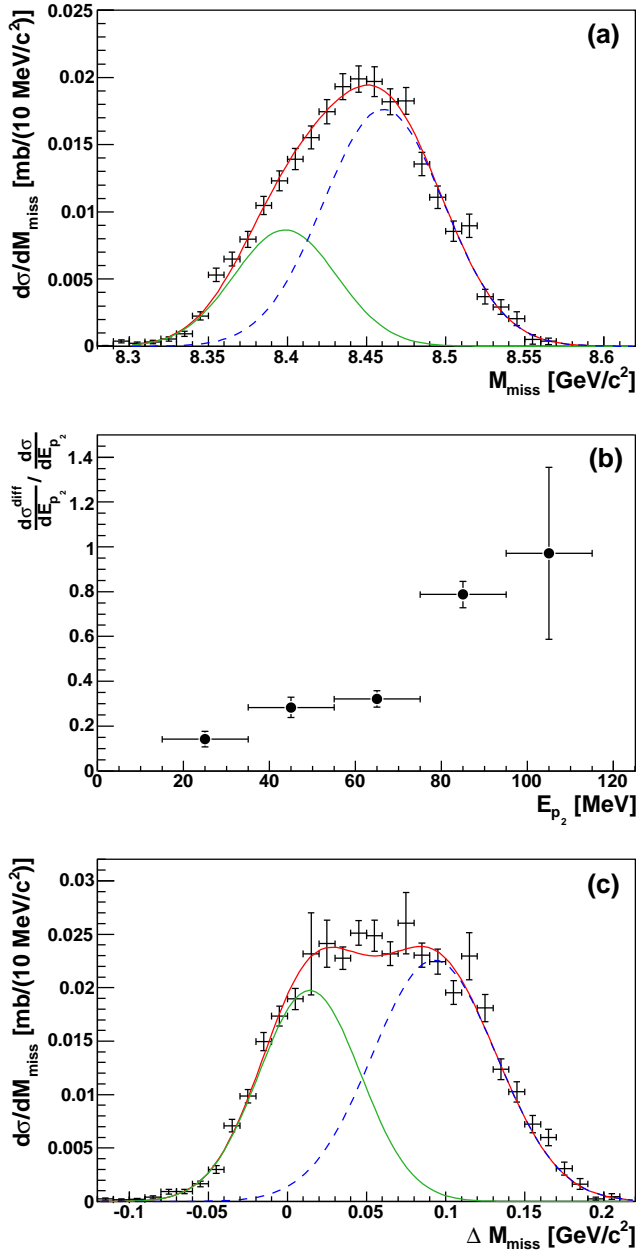 (a)
dσ/dM_miss [mb/(10 MeV/c²)]
0.025
0.02
0.015
0.01
0.005
0
8.3 8.35 8.4 8.45 8.5 8.55 8.6
M_miss [GeV/c²]
(b)
dσ^diff/dE_p₂ / dσ/dE_p₂
1.4
1.2
1
0.8
0.6
0.4
0.2
0
0 20 40 60 80 100 120
E_p₂ [MeV]
(c)
dσ/dM_miss [mb/(10 MeV/c²)]
0.03
0.025
0.02
0.015
0.01
0.005
0
-0.1 -0.05 0 0.05 0.1 0.15 0.2
Δ M_miss [GeV/c²]